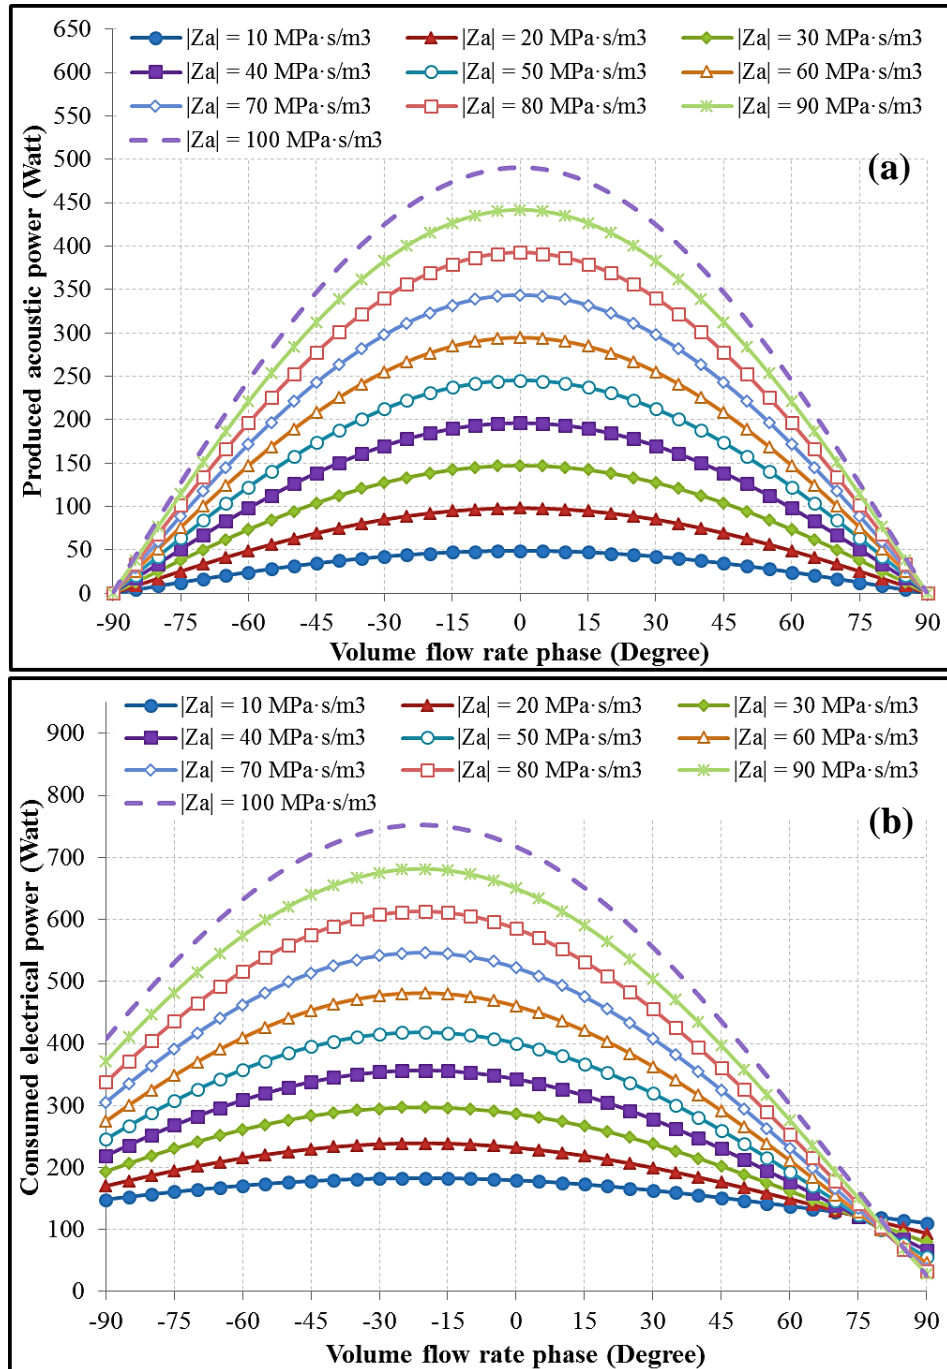 |Za| = 10 MPa·s/m3 |Za| = 20 MPa·s/m3 |Za| = 30 MPa·s/m3
|Za| = 40 MPa·s/m3 |Za| = 50 MPa·s/m3 |Za| = 60 MPa·s/m3
|Za| = 70 MPa·s/m3 |Za| = 80 MPa·s/m3 |Za| = 90 MPa·s/m3
|Za| = 100 MPa·s/m3
(a)
Produced acoustic power (Watt)
650
600
550
500
450
400
350
300
250
200
150
100
50
0
-90 -75 -60 -45 -30 -15 0 15 30 45 60 75 90
Volume flow rate phase (Degree)
|Za| = 10 MPa·s/m3 |Za| = 20 MPa·s/m3 |Za| = 30 MPa·s/m3
|Za| = 40 MPa·s/m3 |Za| = 50 MPa·s/m3 |Za| = 60 MPa·s/m3
|Za| = 70 MPa·s/m3 |Za| = 80 MPa·s/m3 |Za| = 90 MPa·s/m3
|Za| = 100 MPa·s/m3
(b)
Consumed electrical power (Watt)
900
800
700
600
500
400
300
200
100
0
-90 -75 -60 -45 -30 -15 0 15 30 45 60 75 90
Volume flow rate phase (Degree)